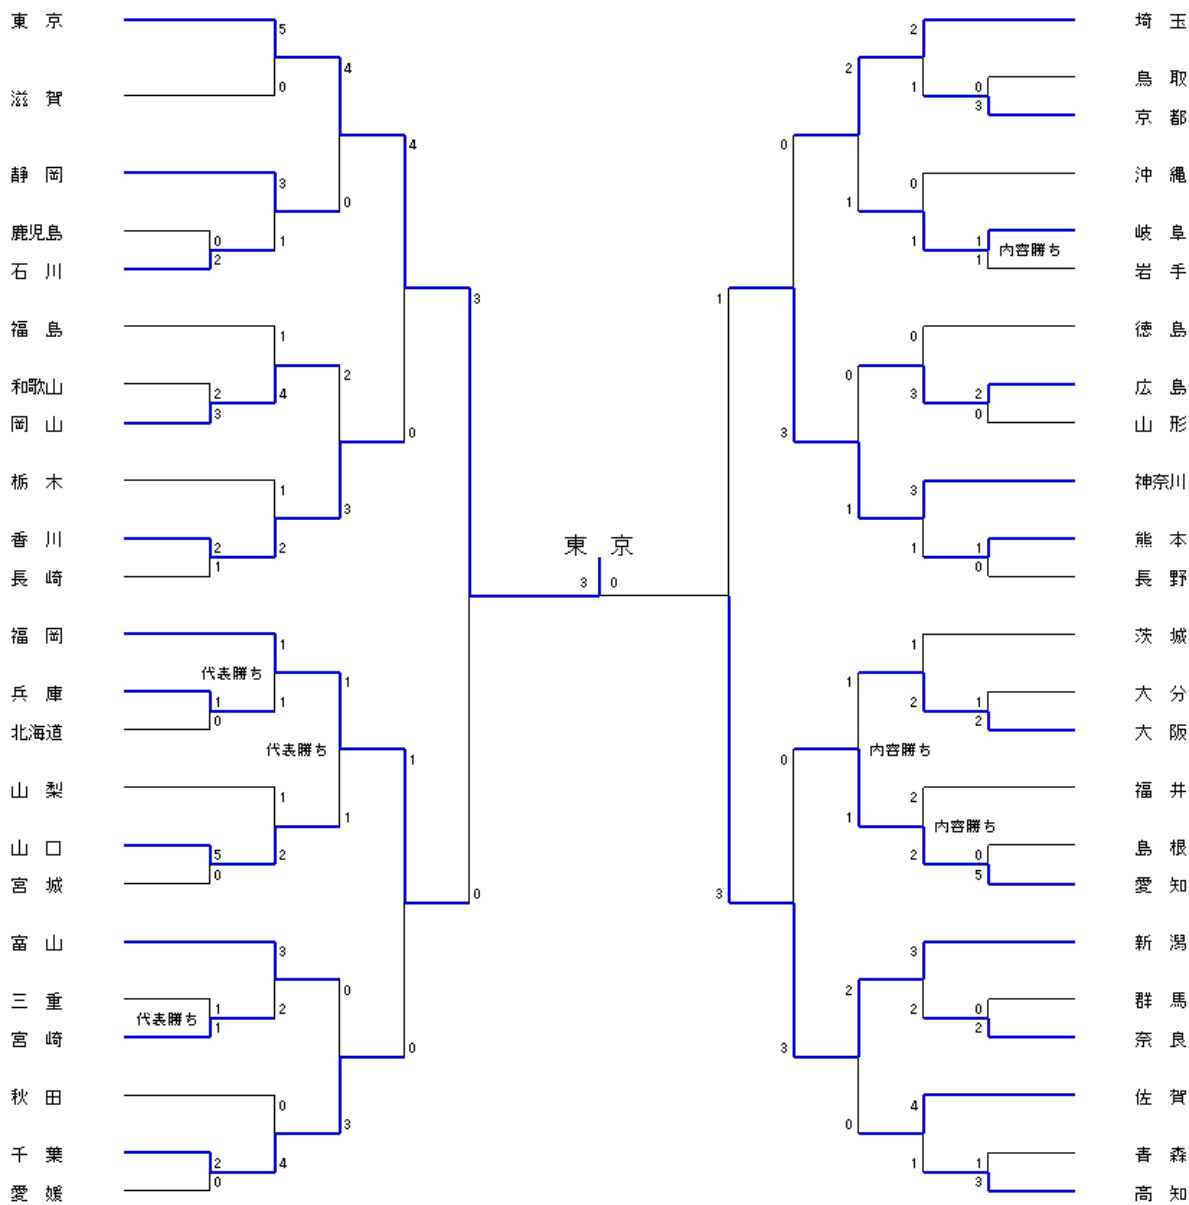 東 京
5
4
0
滋 賀
4
静 岡
3
0
鹿児島
0
1
石 川
2
3
福 島
1
2
和歌山
2
4
岡 山
3
0
栃 木
1
3
香 川
2
2
長 崎
1
福 岡
1
代表勝ち
1
兵 庫
1
1
北海道
0
代表勝ち
1
山 梨
1
1
山 口
5
2
宮 城
0
0
富 山
3
0
三 重
1
2
代表勝ち
宮 崎
1
0
秋 田
0
3
千 葉
2
4
愛 媛
0
東 京
3 0
埼 玉
2
2
鳥 取
0
1
京 都
3
0
沖 縄
0
1
岐 阜
1
1
内容勝ち
岩 手
1
1
徳 島
0
0
広 島
2
3
山 形
0
3
神奈川
3
1
熊 本
1
1
長 野
0
茨 城
1
1
大 分
1
2
大 阪
2
内容勝ち
0
福 井
2
1
内容勝ち
島 根
0
2
愛 知
5
3
新 潟
3
2
群 馬
0
2
奈 良
2
3
佐 賀
4
0
青 森
1
1
高 知
3